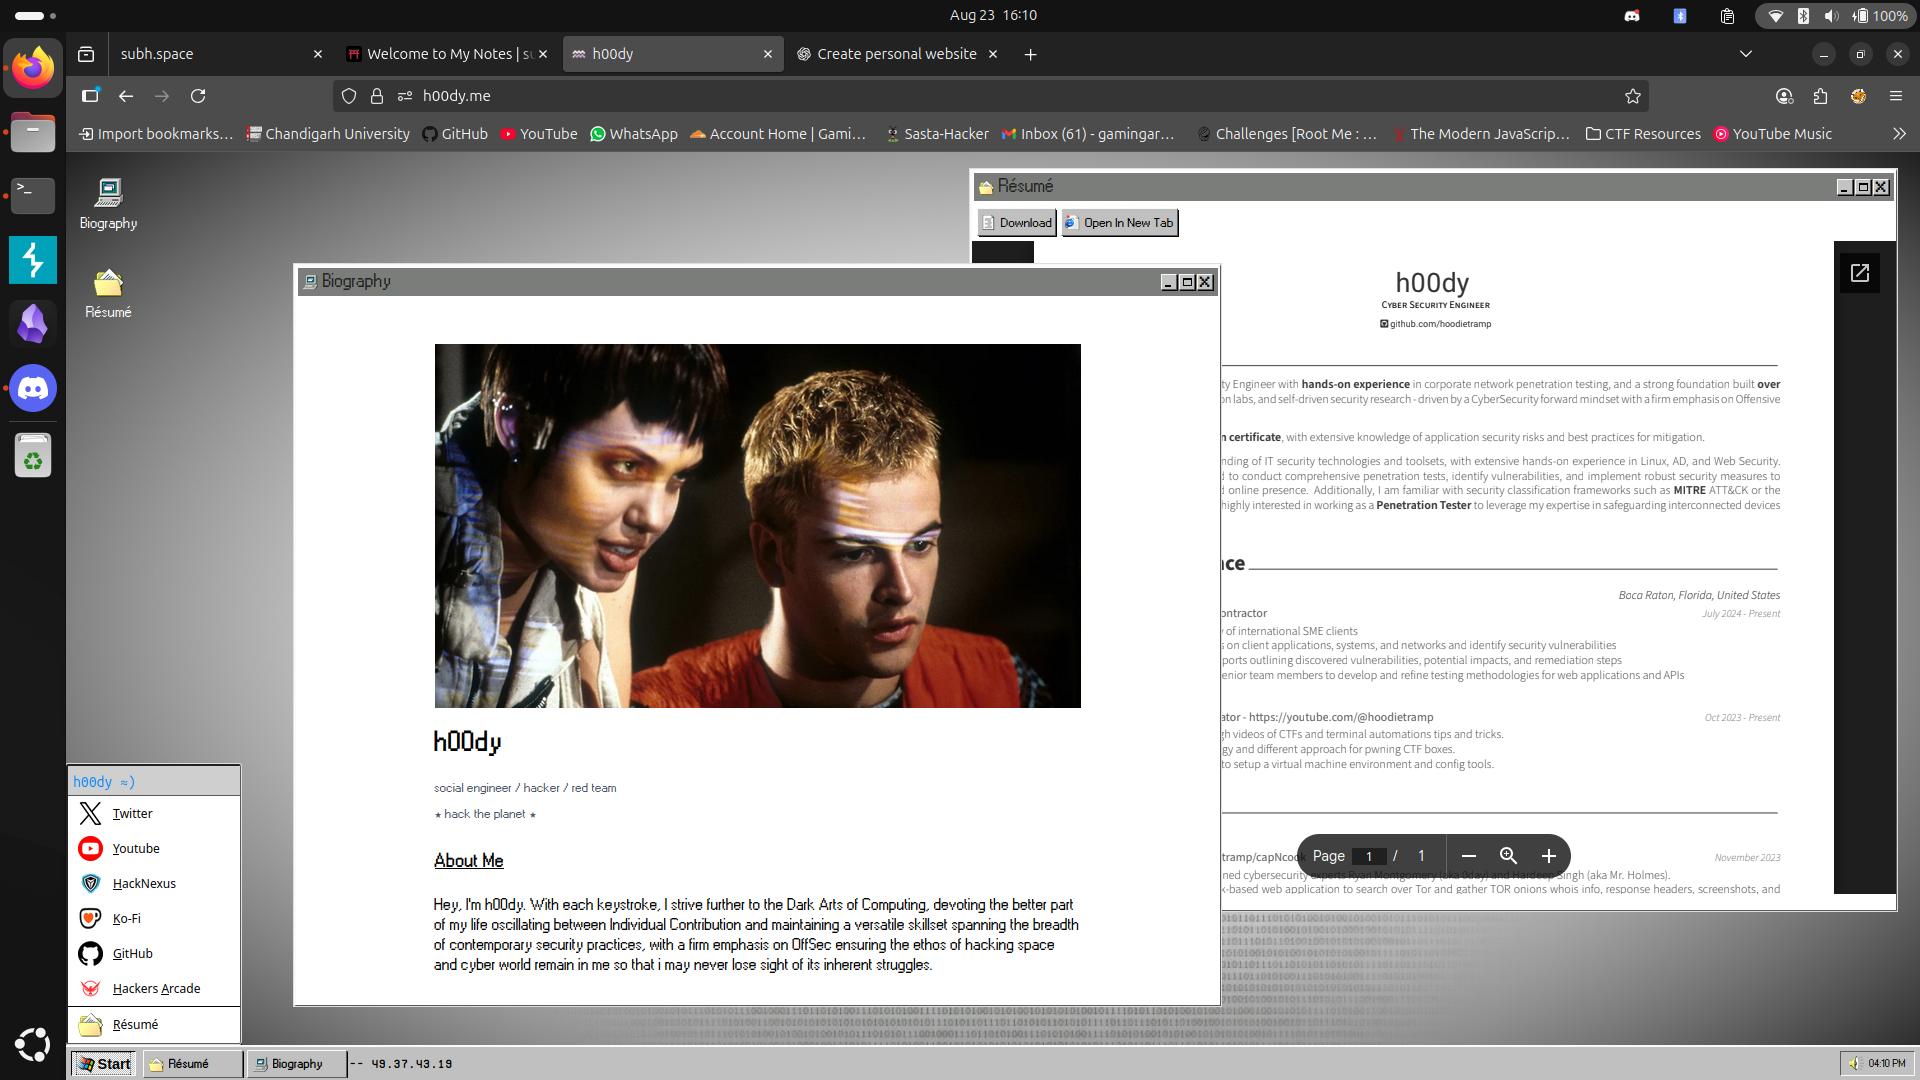 Aug 23 16:10
100%
subh.space
Welcome to My Notes | su
h00dy
Create personal website
h00dy.me
Import bookmarks...
Chandigarh University
GitHub
YouTube
WhatsApp
Account Home | Gami...
Sasta-Hacker
Inbox (61) - gamingar...
Challenges [Root Me : ...
The Modern JavaScrip...
CTF Resources
YouTube Music
Biography
Résumé
Résumé
Download
Open In New Tab
h00dy
Cyber Security Engineer
github.com/hoodietramp
ty Engineer with hands-on experience in corporate network penetration testing, and a strong foundation built over
on labs, and self-driven security research - driven by a CyberSecurity forward mindset with a firm emphasis on Offensive
n certificate, with extensive knowledge of application security risks and best practices for mitigation.
nding of IT security technologies and toolsets, with extensive hands-on experience in Linux, AD, and Web Security.
d to conduct comprehensive penetration tests, identify vulnerabilities, and implement robust security measures to
d online presence. Additionally, I am familiar with security classification frameworks such as MITRE ATT&CK or the
highly interested in working as a Penetration Tester to leverage my expertise in safeguarding interconnected devices
nce
Boca Raton, Florida, United States
ontractor
July 2024 - Present
y of international SME clients
s on client applications, systems, and networks and identify security vulnerabilities
ports outlining discovered vulnerabilities, potential impacts, and remediation steps
enior team members to develop and refine testing methodologies for web applications and APIs
ator - https://youtube.com/@hoodietramp
Oct 2023 - Present
gh videos of CTFs and terminal automations tips and tricks.
gy and different approach for pwning CTF boxes.
to setup a virtual machine environment and config tools.
tramp/capNcook
November 2023
Page 1 / 1
ned cybersecurity experts Ryan Montgomery (aka 0day) and Hardeep Singh (aka Mr. Holmes).
k-based web application to search over Tor and gather TOR onions whois info, response headers, screenshots, and
Biography
h00dy
social engineer / hacker / red team
★ hack the planet ★
About Me
Hey, I'm h00dy. With each keystroke, I strive further to the Dark Arts of Computing, devoting the better part
of my life oscillating between Individual Contribution and maintaining a versatile skillset spanning the breadth
of contemporary security practices, with a firm emphasis on OffSec ensuring the ethos of hacking space
and cyber world remain in me so that i may never lose sight of its inherent struggles.
h00dy ≈)
Twitter
Youtube
HackNexus
Ko-Fi
GitHub
Hackers Arcade
Résumé
Start
Résumé
Biography
-- 49.37.43.19
04:10 PM